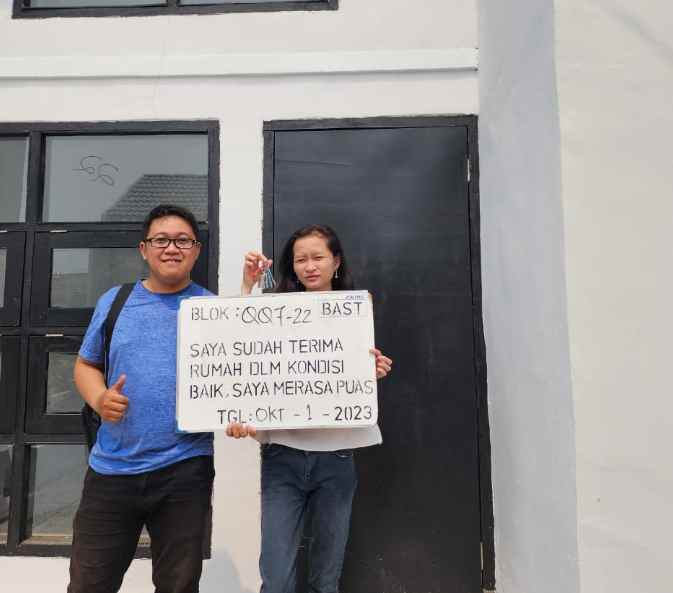 BLOK : QQ7-22 BAST
SAYA SUDAH TERIMA
RUMAH DLM KONDISI
BAIK, SAYA MERASA PUAS
TGL : OKT - 1 - 2023